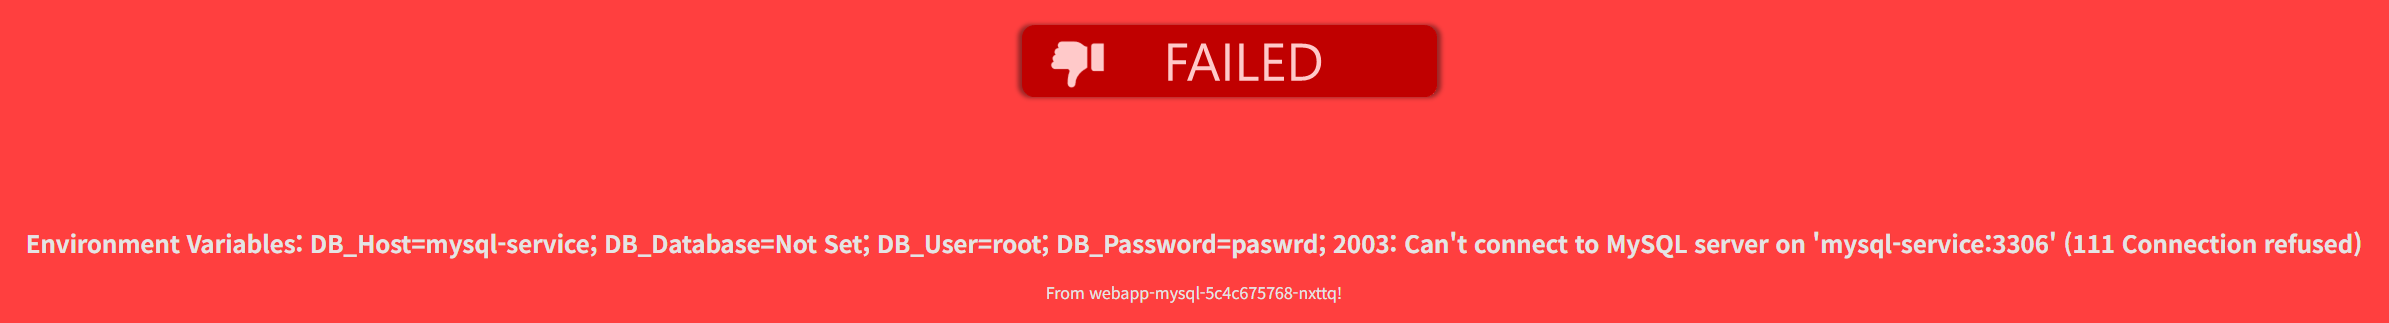 FAILED
Environment Variables: DB_Host=mysql-service; DB_Database=Not Set; DB_User=root; DB_Password=paswrd; 2003: Can't connect to MySQL server on 'mysql-service:3306' (111 Connection refused)
From webapp-mysql-5c4c675768-nxttq!